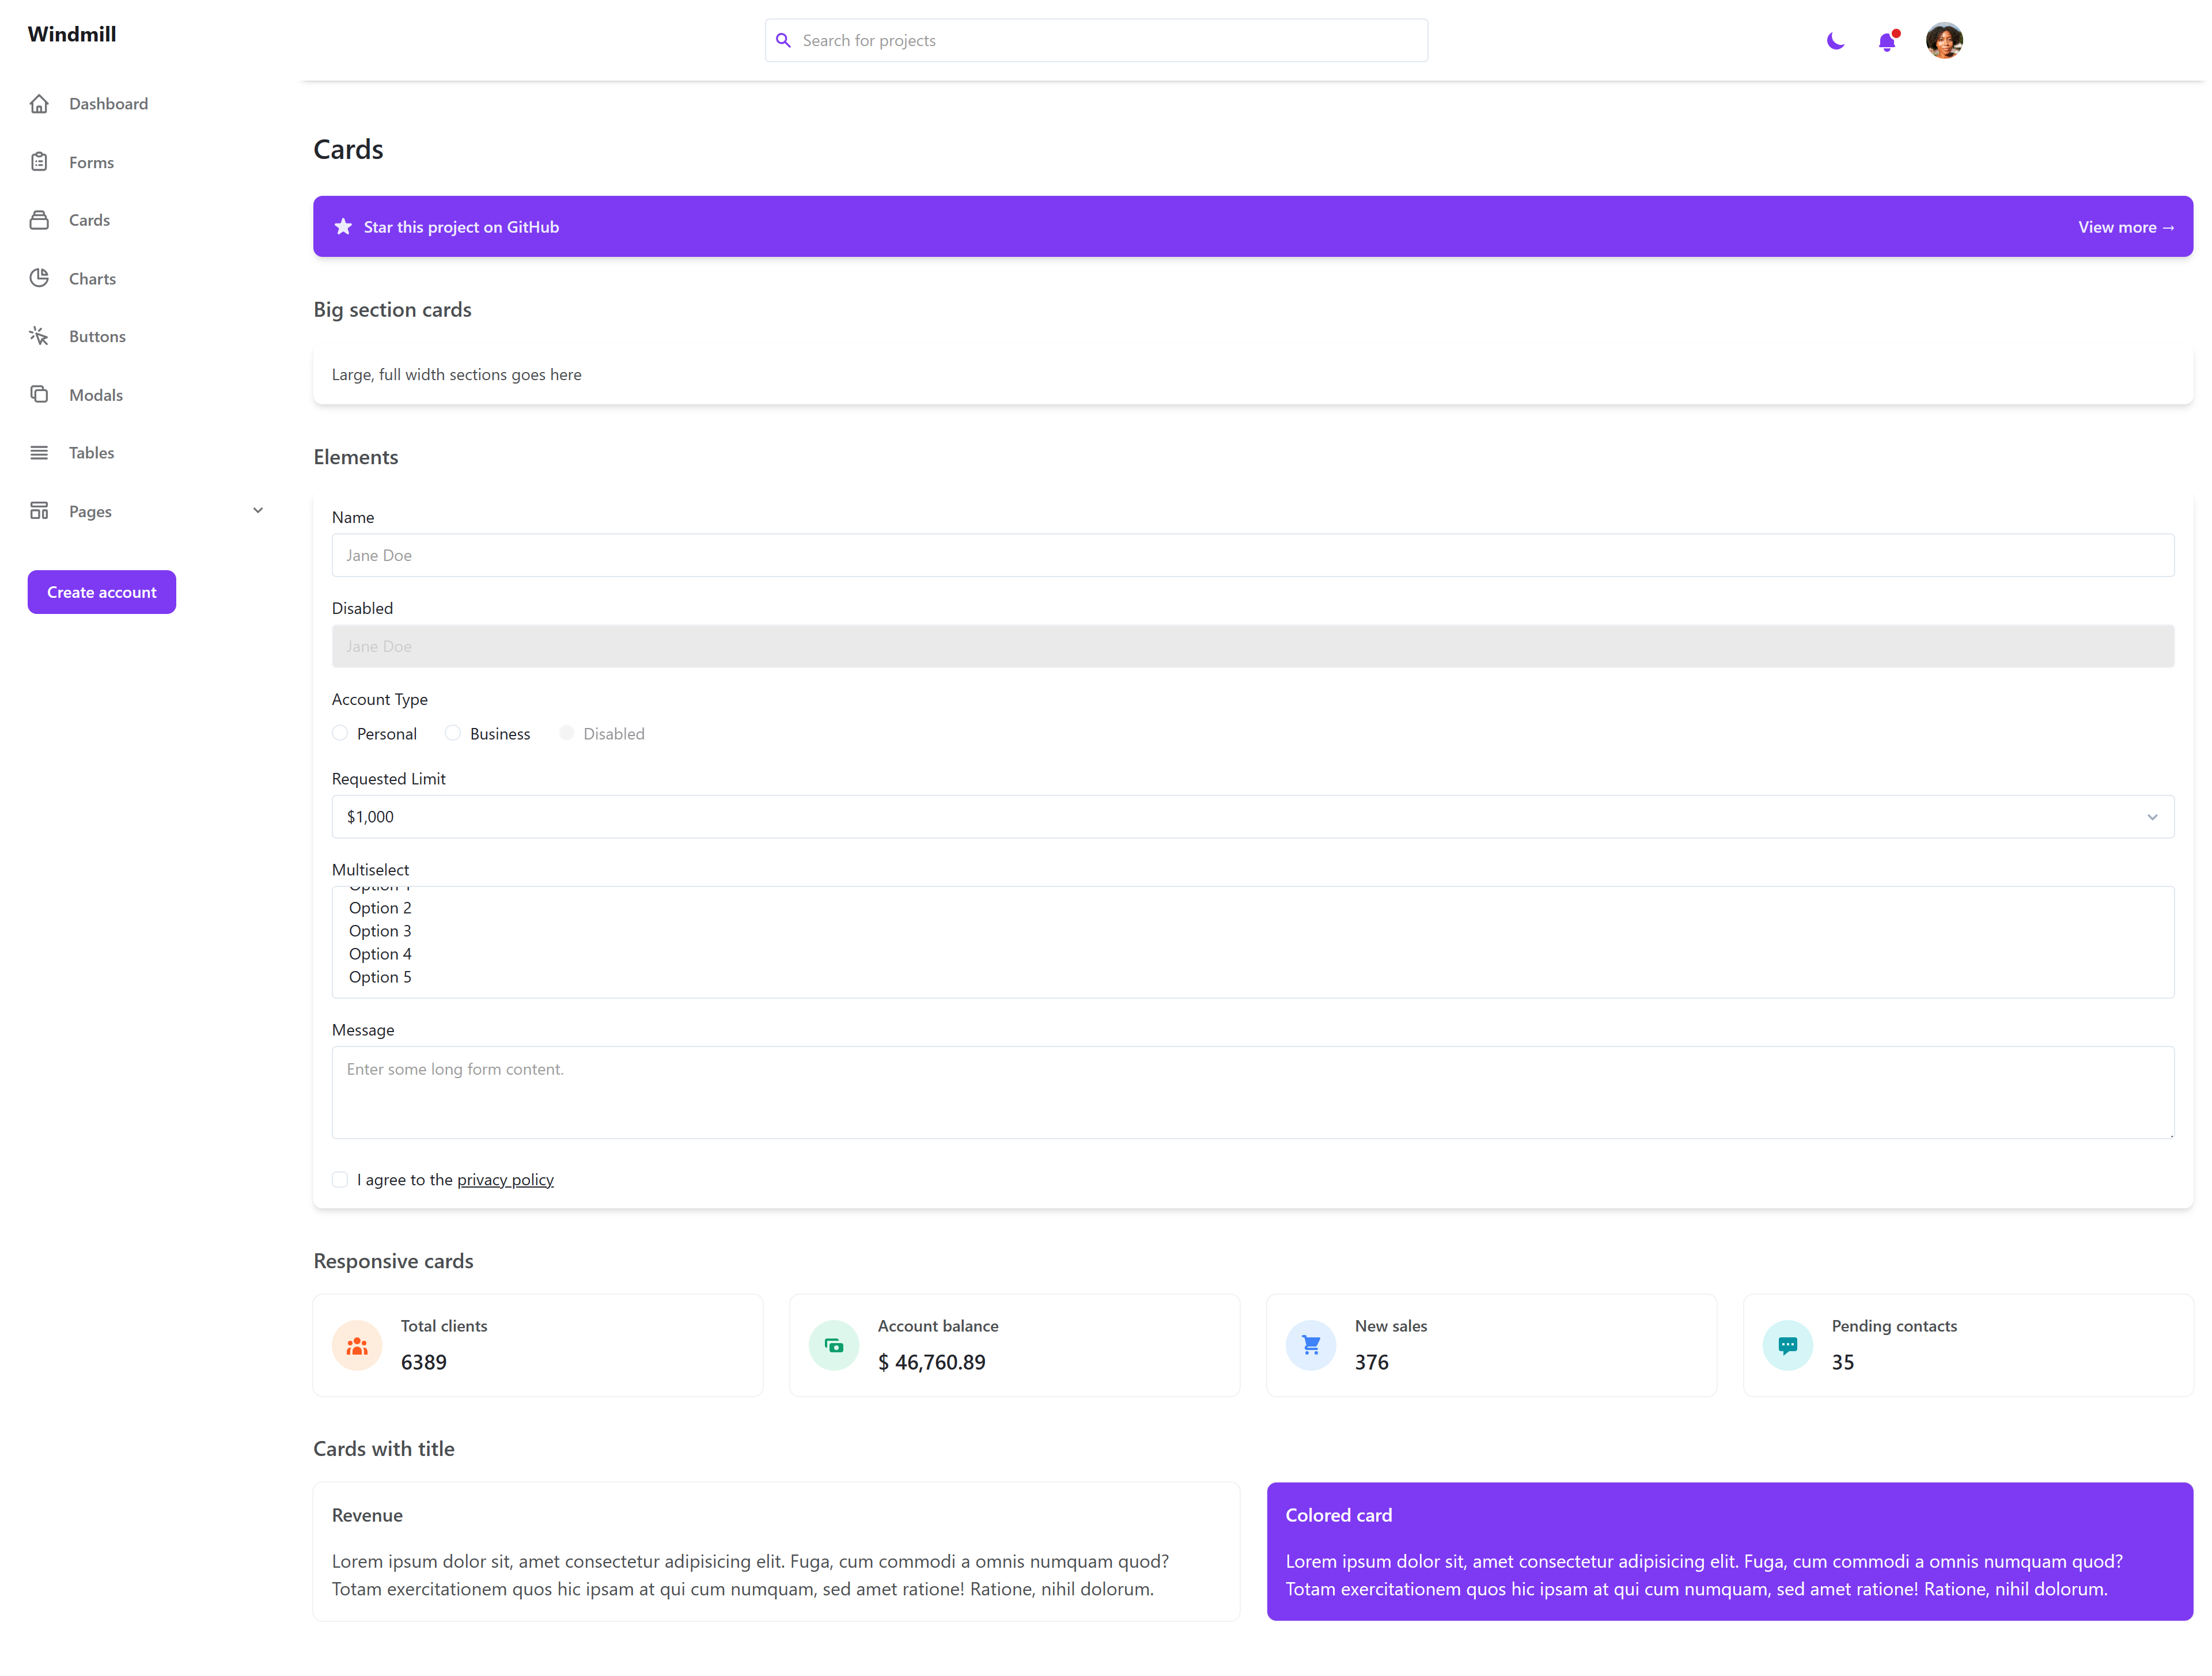 Windmill
Search for projects
Dashboard
Forms
Cards
Charts
Buttons
Modals
Tables
Pages
Create account
Cards
Star this project on GitHub
View more →
Big section cards
Large, full width sections goes here
Elements
Name
Jane Doe
Disabled
Jane Doe
Account Type
Personal
Business
Disabled
Requested Limit
$1,000
Multiselect
Option 1
Option 2
Option 3
Option 4
Option 5
Message
Enter some long form content.
I agree to the privacy policy
Responsive cards
Total clients
6389
Account balance
$ 46,760.89
New sales
376
Pending contacts
35
Cards with title
Revenue
Lorem ipsum dolor sit, amet consectetur adipisicing elit. Fuga, cum commodi a omnis numquam quod?
Totam exercitationem quos hic ipsam at qui cum numquam, sed amet ratione! Ratione, nihil dolorum.
Colored card
Lorem ipsum dolor sit, amet consectetur adipisicing elit. Fuga, cum commodi a omnis numquam quod?
Totam exercitationem quos hic ipsam at qui cum numquam, sed amet ratione! Ratione, nihil dolorum.